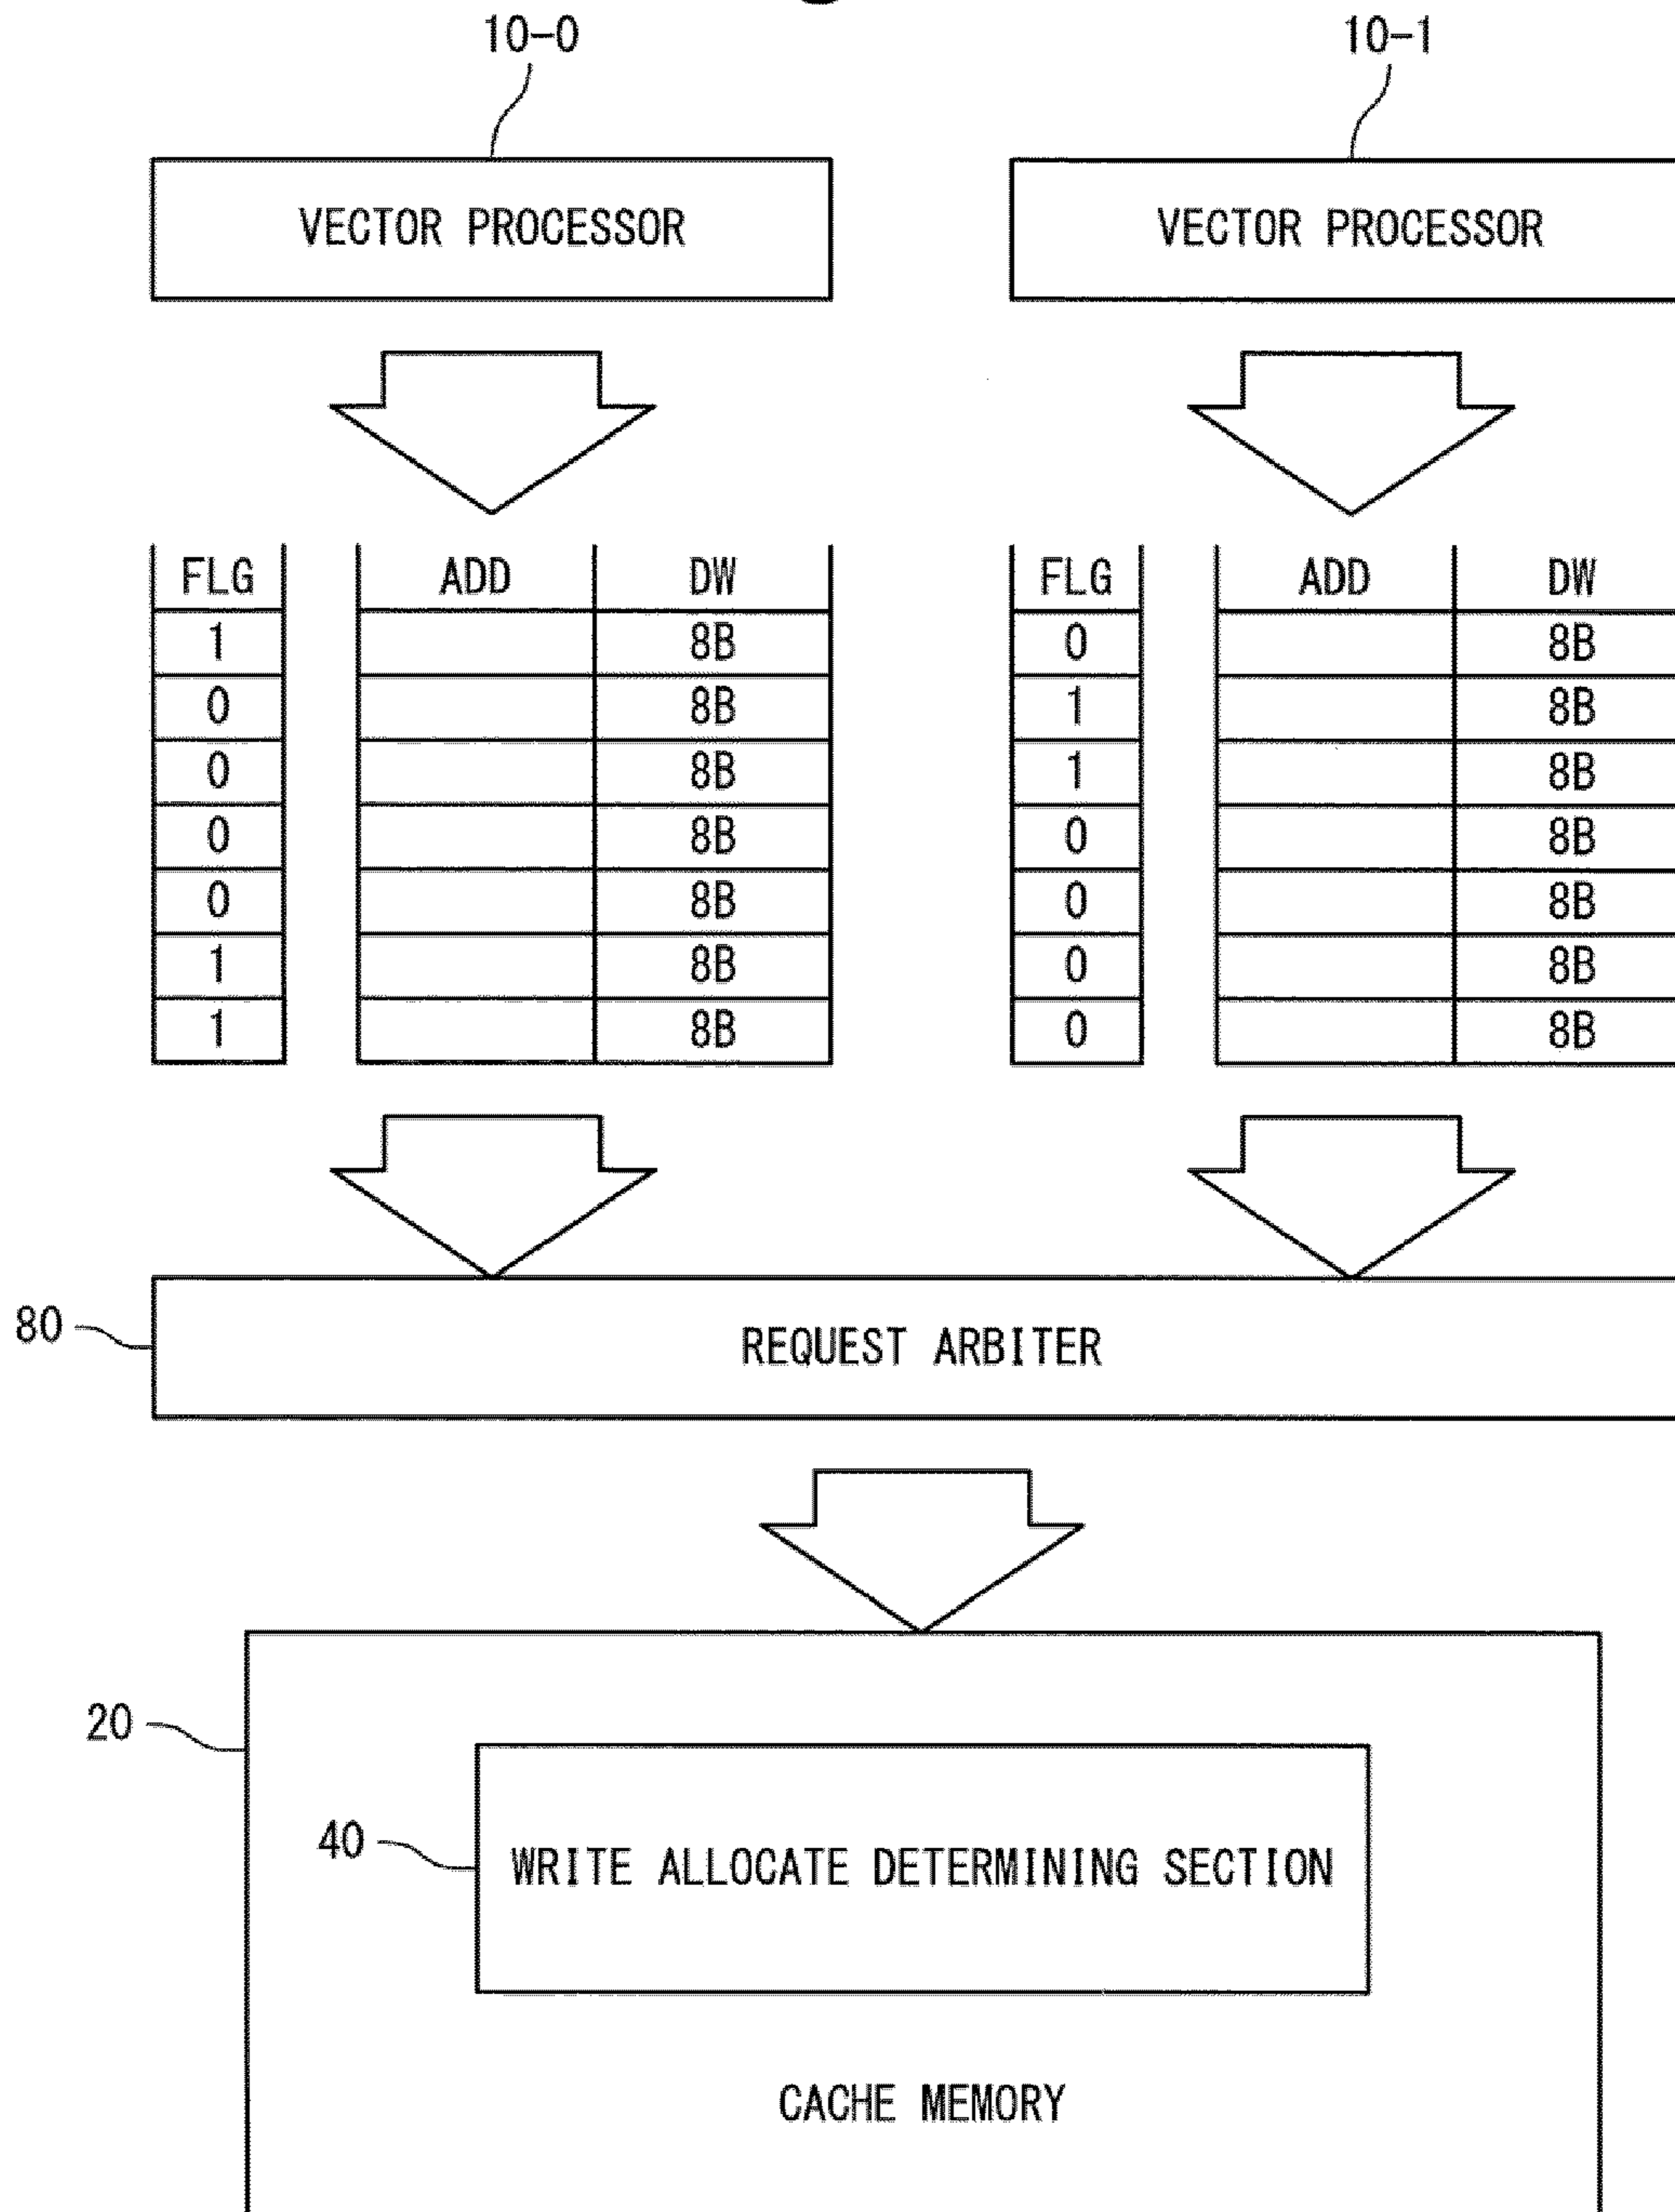 10-0 10-1
VECTOR PROCESSOR VECTOR PROCESSOR
FLG ADD DW FLG ADD DW
1 8B 0 8B
0 8B 1 8B
0 8B 1 8B
0 8B 0 8B
0 8B 0 8B
1 8B 0 8B
1 8B 0 8B
80 REQUEST ARBITER
20
40 WRITE ALLOCATE DETERMINING SECTION
CACHE MEMORY